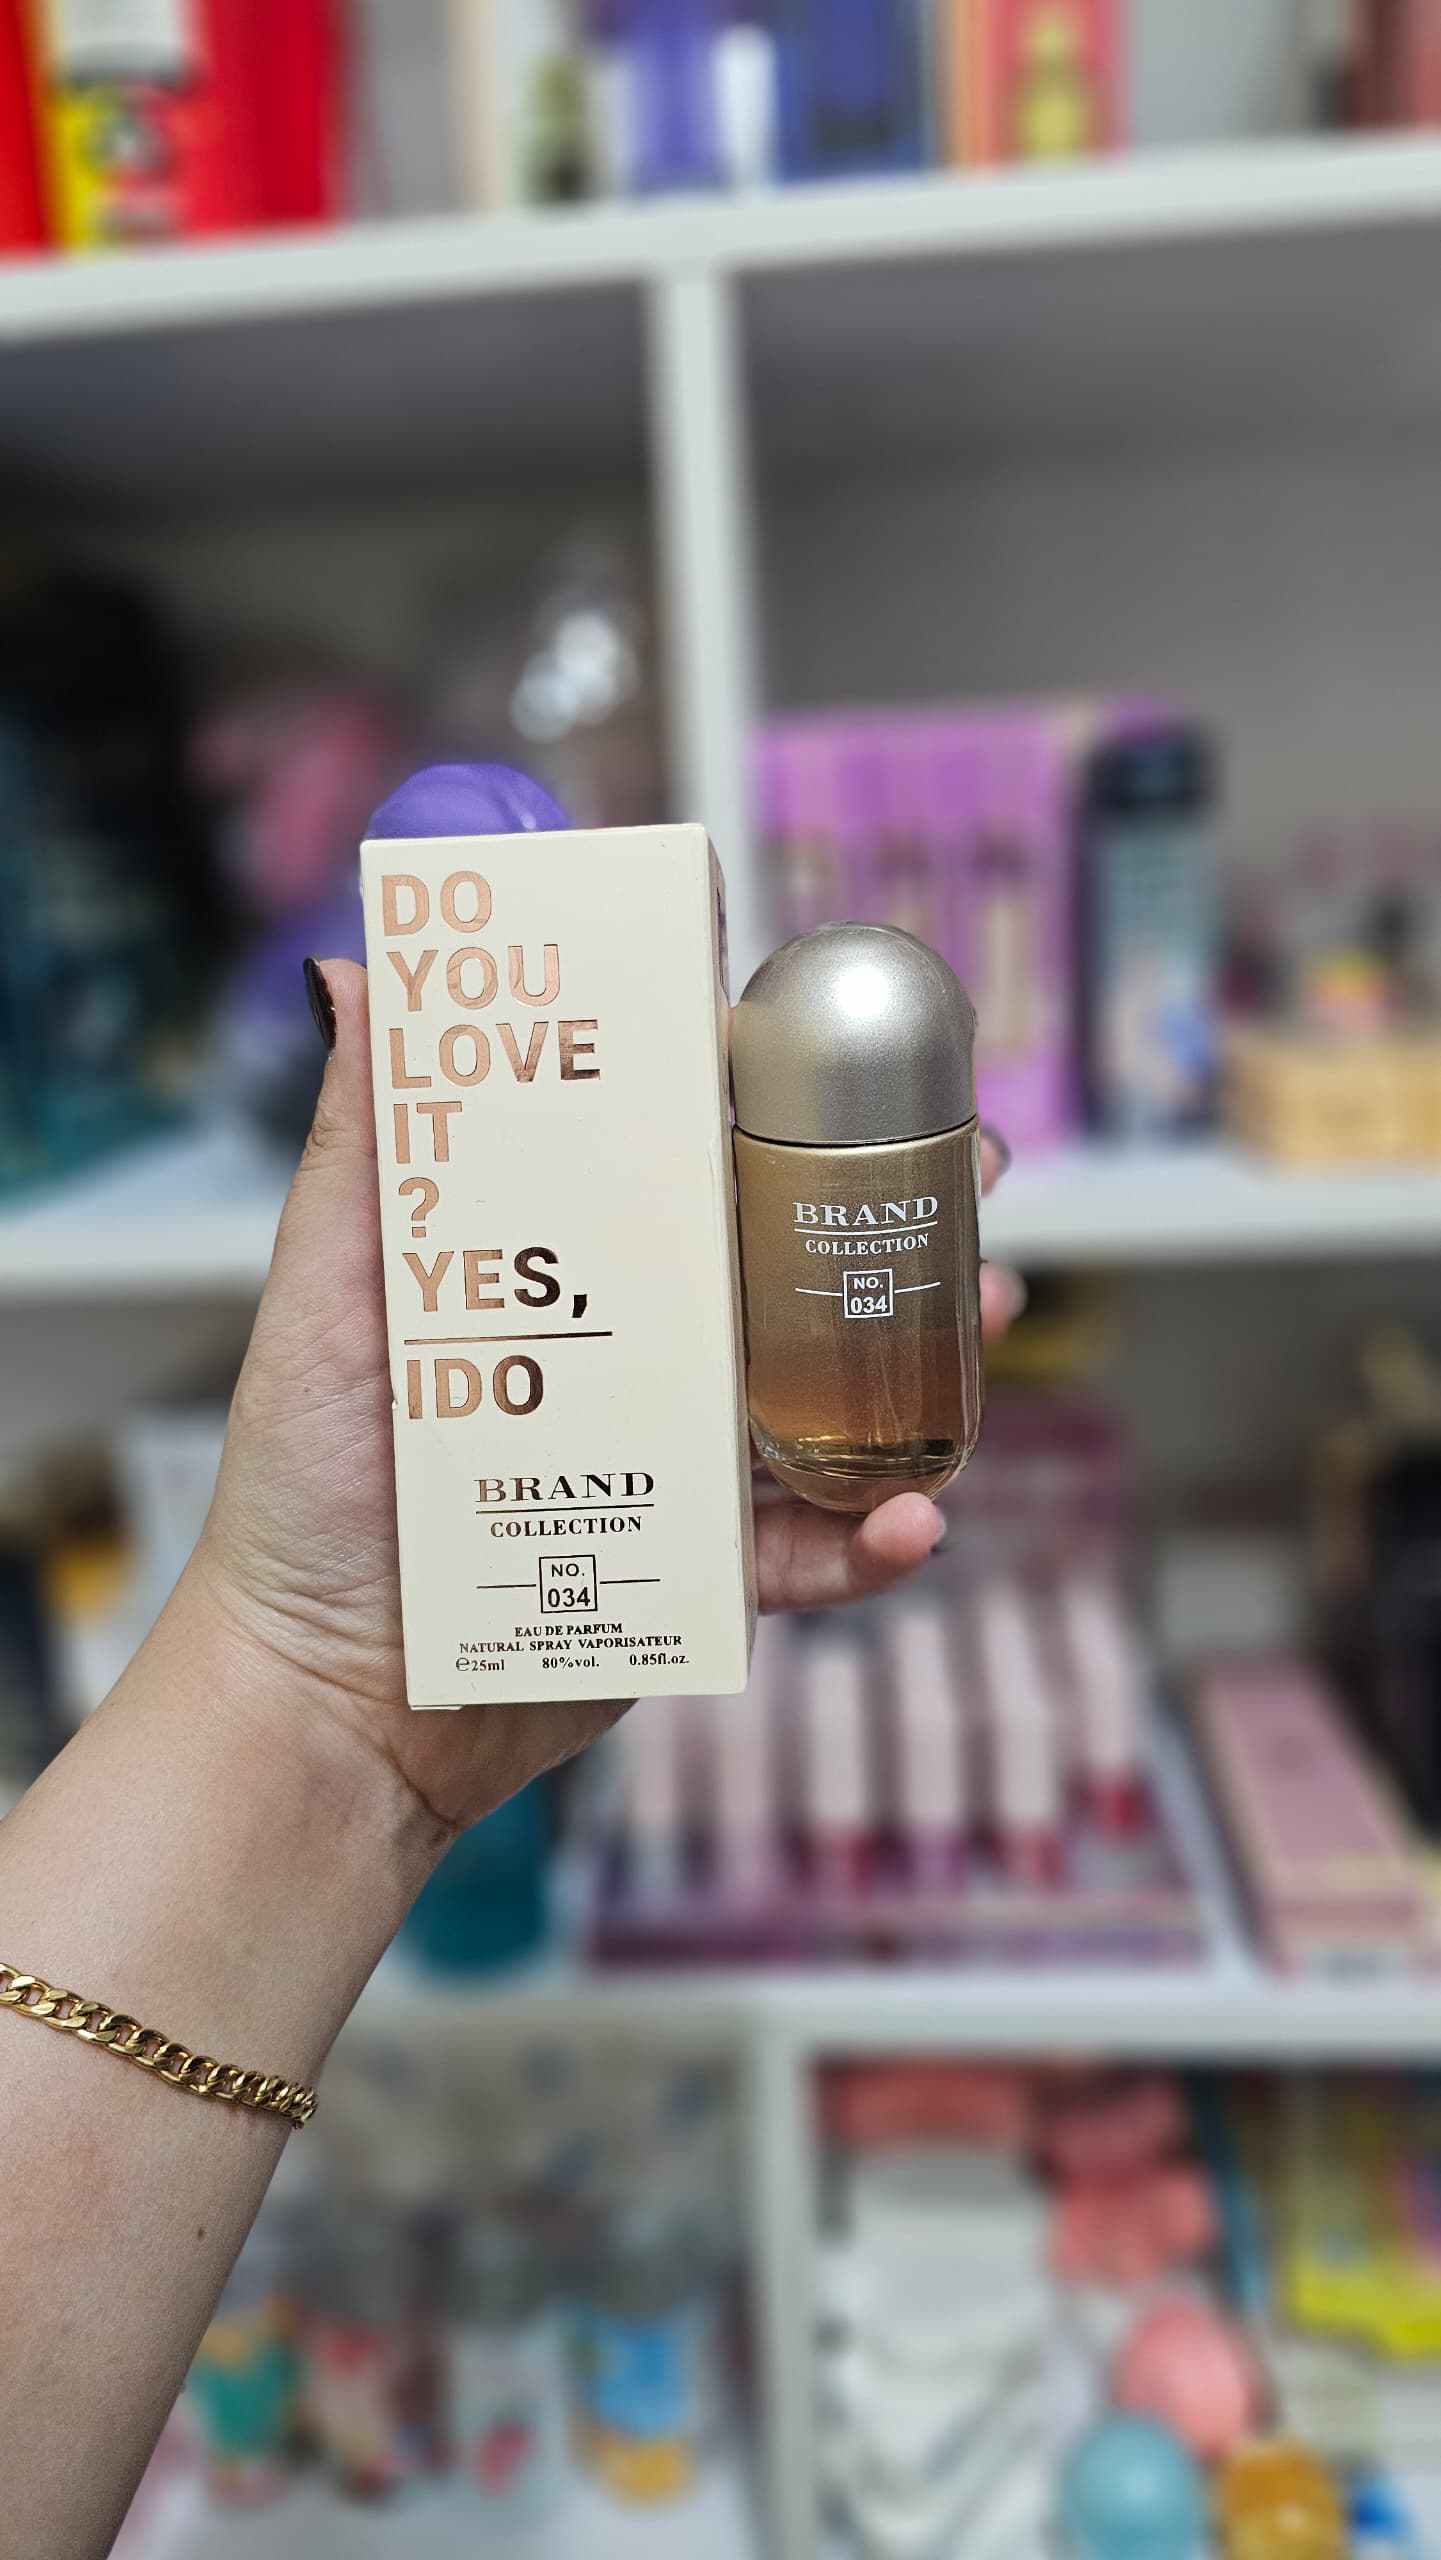 DO
YOU
LOVE
IT
?
YES,
IDO
BRAND
COLLECTION
NO.
034
EAU DE PARFUM
NATURAL SPRAY VAPORISATEUR
℮25ml 80%vol. 0.85fl.oz.
BRAND
COLLECTION
NO.
034